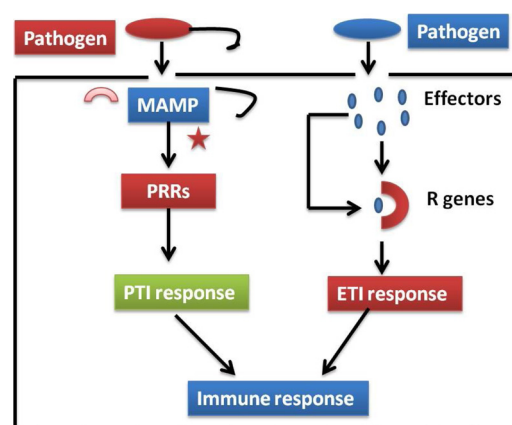 Pathogen
Pathogen
MAMP
Effectors
PRRs
R genes
PTI response
ETI response
Immune response